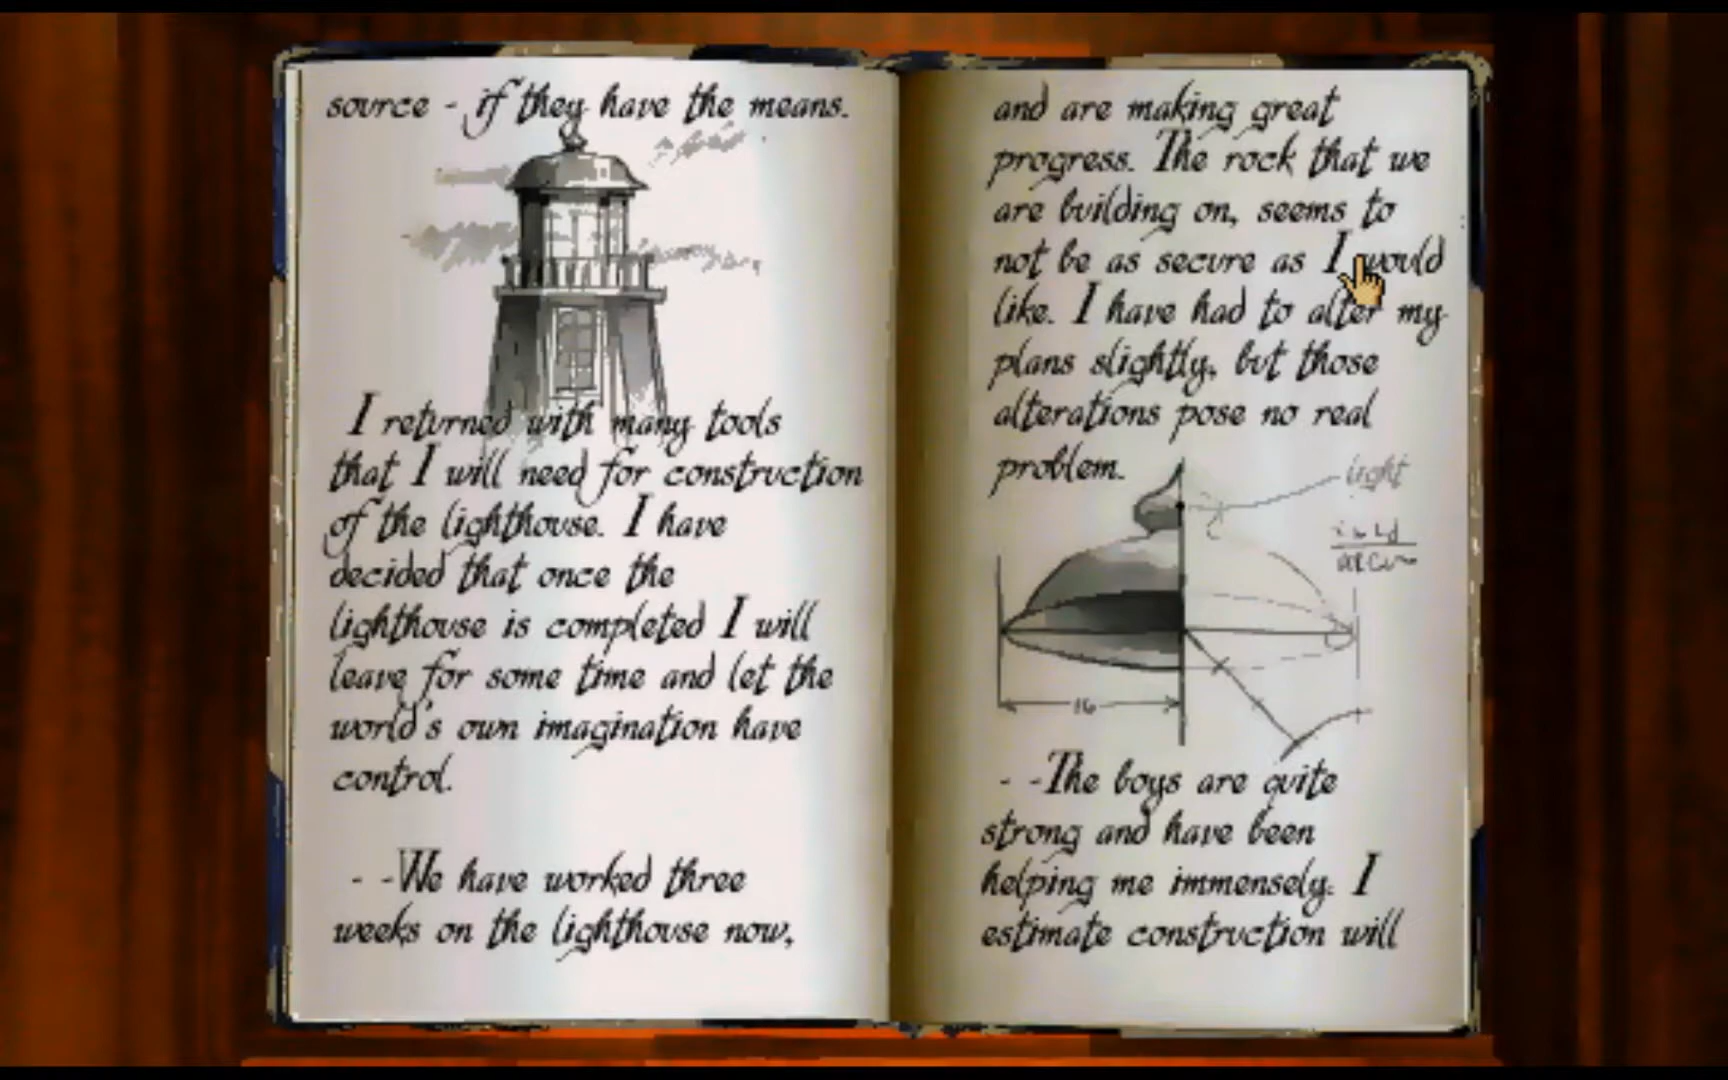 source - if they have the means.
I returned with many tools
that I will need for construction
of the lighthouse. I have
decided that once the
lighthouse is completed I will
leave for some time and let the
world's own imagination have
control.
- -We have worked three
weeks on the lighthouse now,
and are making great
progress. The rock that we
are building on, seems to
not be as secure as I would
like. I have had to alter my
plans slightly, but those
alterations pose no real
problem.
light
16
- -The boys are quite
strong and have been
helping me immensely. I
estimate construction will